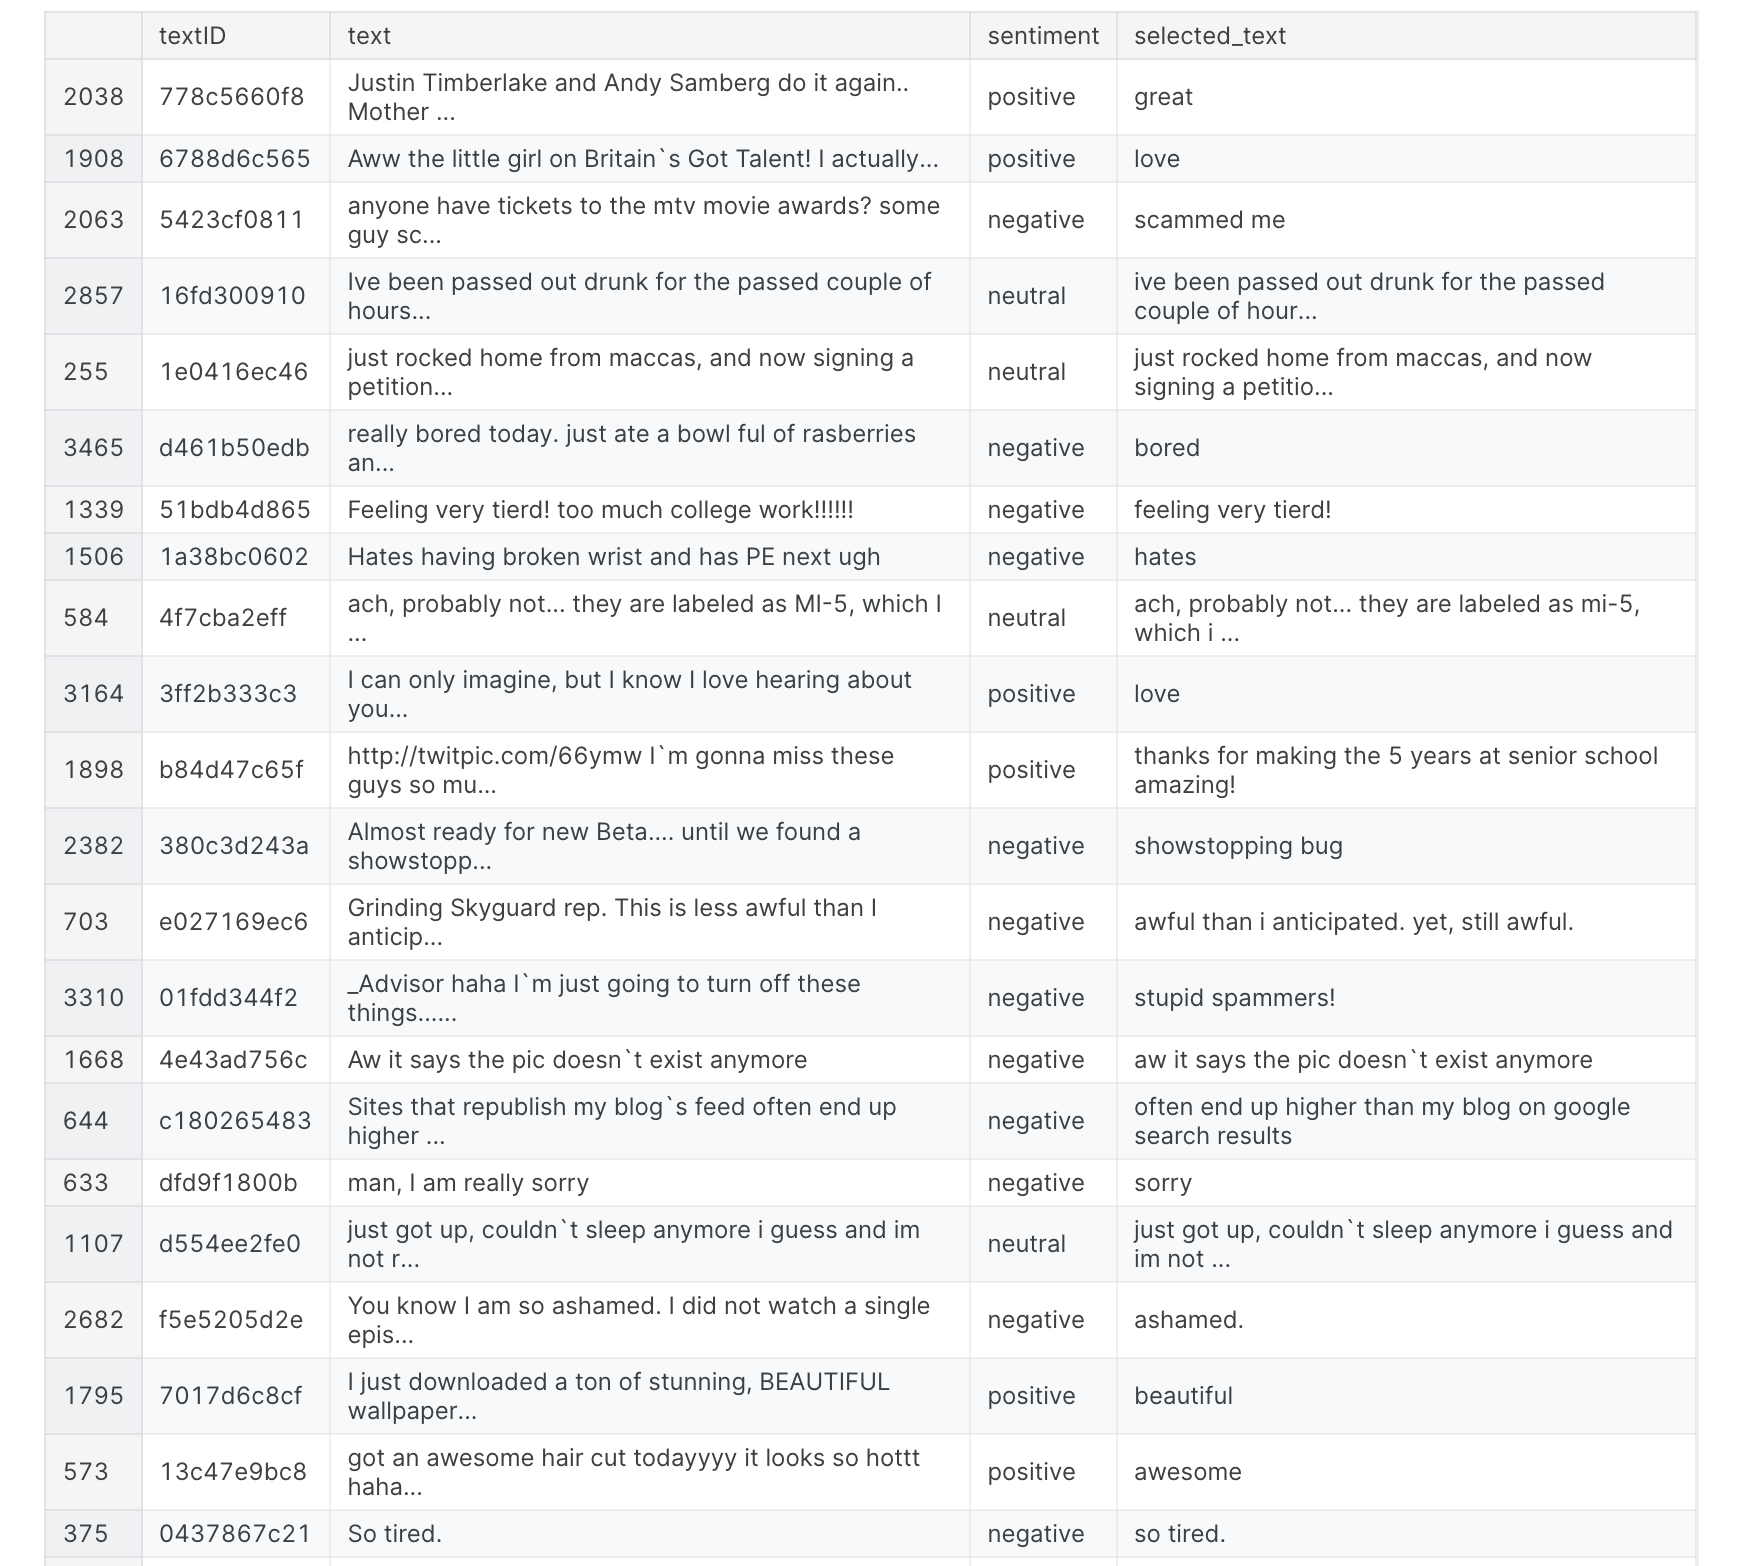 textID text sentiment selected_text
2038 778c5660f8 Justin Timberlake and Andy Samberg do it again.. Mother ... positive great
1908 6788d6c565 Aww the little girl on Britain`s Got Talent! I actually... positive love
2063 5423cf0811 anyone have tickets to the mtv movie awards? some guy sc... negative scammed me
2857 16fd300910 Ive been passed out drunk for the passed couple of hours... neutral ive been passed out drunk for the passed couple of hour...
255 1e0416ec46 just rocked home from maccas, and now signing a petition... neutral just rocked home from maccas, and now signing a petitio...
3465 d461b50edb really bored today. just ate a bowl ful of rasberries an... negative bored
1339 51bdb4d865 Feeling very tierd! too much college work!!!!!! negative feeling very tierd!
1506 1a38bc0602 Hates having broken wrist and has PE next ugh negative hates
584 4f7cba2eff ach, probably not... they are labeled as MI-5, which I ... neutral ach, probably not... they are labeled as mi-5, which i ...
3164 3ff2b333c3 I can only imagine, but I know I love hearing about you... positive love
1898 b84d47c65f http://twitpic.com/66ymw I`m gonna miss these guys so mu... positive thanks for making the 5 years at senior school amazing!
2382 380c3d243a Almost ready for new Beta.... until we found a showstopp... negative showstopping bug
703 e027169ec6 Grinding Skyguard rep. This is less awful than I anticip... negative awful than i anticipated. yet, still awful.
3310 01fdd344f2 _Advisor haha I`m just going to turn off these things...... negative stupid spammers!
1668 4e43ad756c Aw it says the pic doesn`t exist anymore negative aw it says the pic doesn`t exist anymore
644 c180265483 Sites that republish my blog`s feed often end up higher ... negative often end up higher than my blog on google search results
633 dfd9f1800b man, I am really sorry negative sorry
1107 d554ee2fe0 just got up, couldn`t sleep anymore i guess and im not r... neutral just got up, couldn`t sleep anymore i guess and im not ...
2682 f5e5205d2e You know I am so ashamed. I did not watch a single epis... negative ashamed.
1795 7017d6c8cf I just downloaded a ton of stunning, BEAUTIFUL wallpaper... positive beautiful
573 13c47e9bc8 got an awesome hair cut todayyyy it looks so hottt haha... positive awesome
375 0437867c21 So tired. negative so tired.